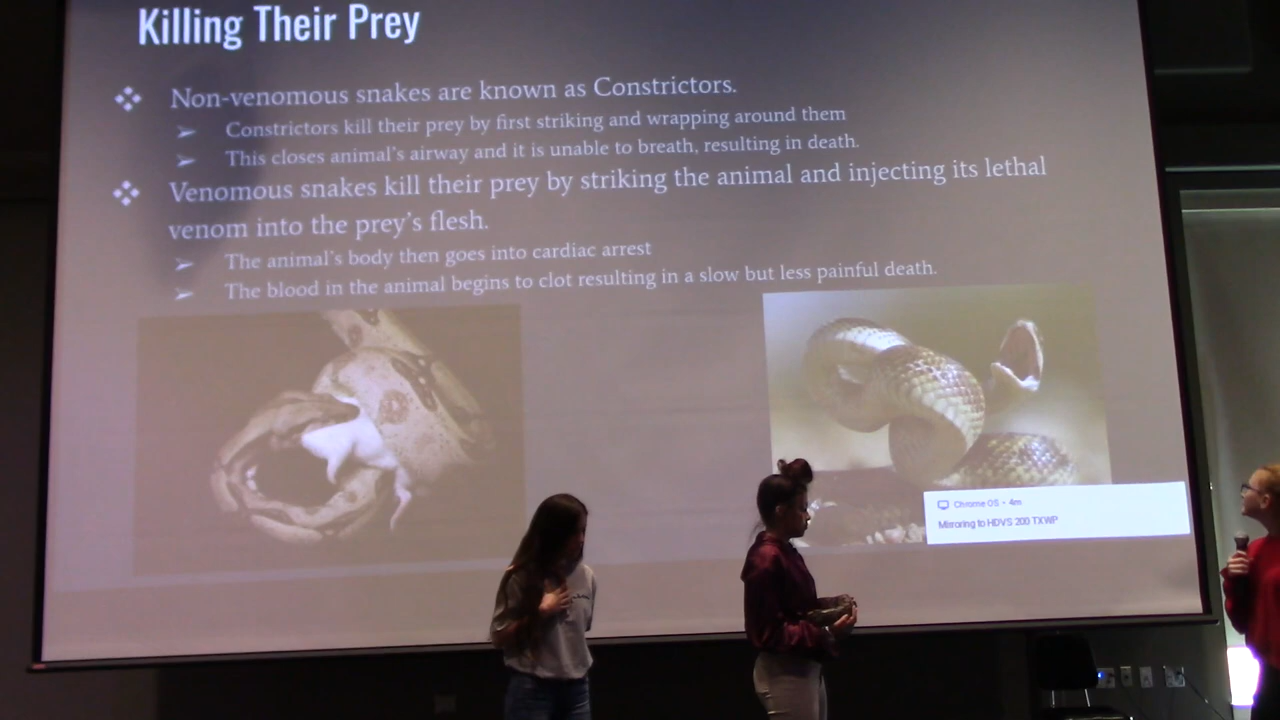 Killing Their Prey
Non-venomous snakes are known as Constrictors.
Constrictors kill their prey by first striking and wrapping around them
This closes animal's airway and it is unable to breath, resulting in death.
Venomous snakes kill their prey by striking the animal and injecting its lethal
venom into the prey's flesh.
The animal's body then goes into cardiac arrest
The blood in the animal begins to clot resulting in a slow but less painful death.
Chrome OS • 4m
Mirroring to HDVS 200 TXWP